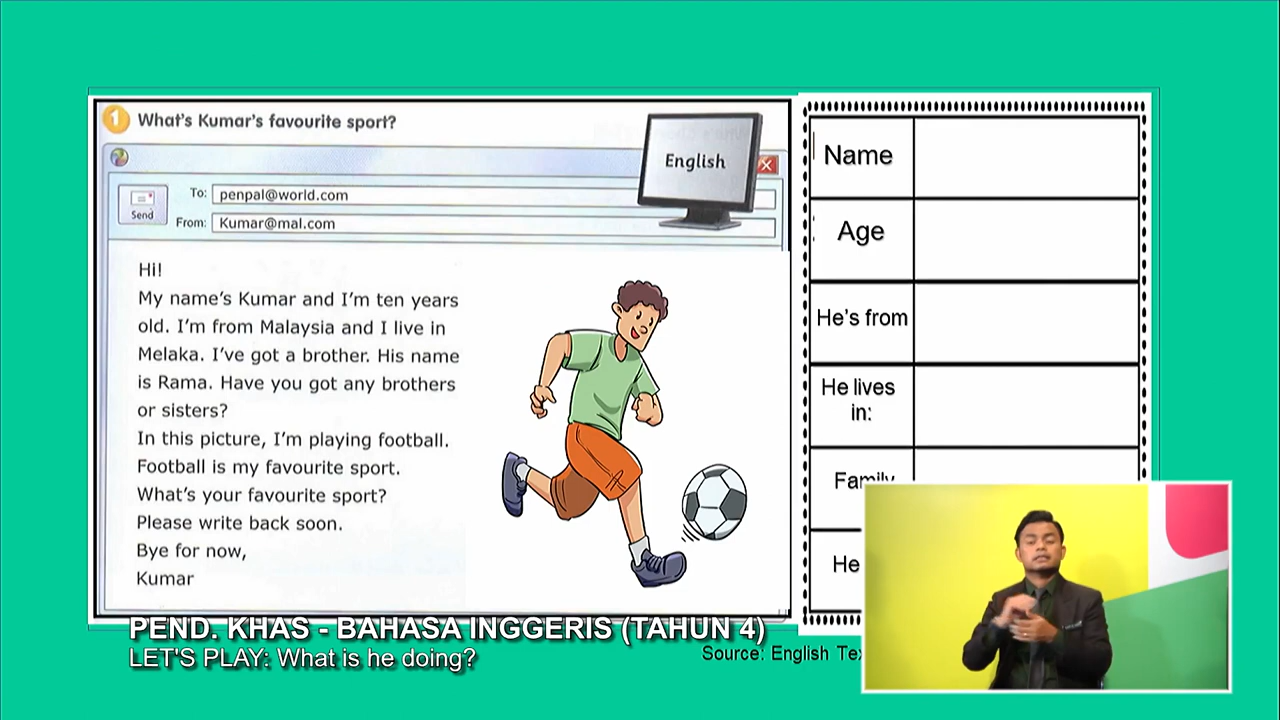 1 What's Kumar's favourite sport?
English
Send
To: penpal@world.com
From: Kumar@mal.com
Hi!
My name's Kumar and I'm ten years
old. I'm from Malaysia and I live in
Melaka. I've got a brother. His name
is Rama. Have you got any brothers
or sisters?
In this picture, I'm playing football.
Football is my favourite sport.
What's your favourite sport?
Please write back soon.
Bye for now,
Kumar
Name
Age
He's from
He lives
in:
Family
He
PEND. KHAS - BAHASA INGGERIS (TAHUN 4)
LET'S PLAY: What is he doing?
Source: English